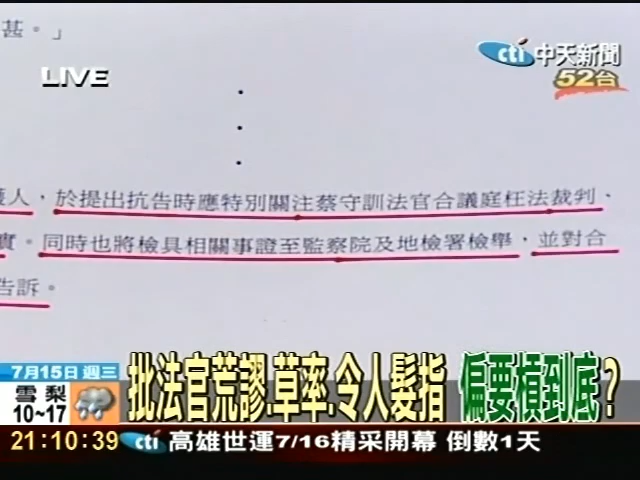 甚。」
cti 中天新聞
52台
LIVE
護人,於提出抗告時應特別關注蔡守訓法官合議庭枉法裁判、
實。同時也將檢具相關事證至監察院及地檢署檢舉,並對合
告訴。
批法官荒謬.草率.令人髮指 偏要槓到底?
7月15日 週三
雪梨
10~17
21:10:39 cti 高雄世運7/16精采開幕 倒數1天